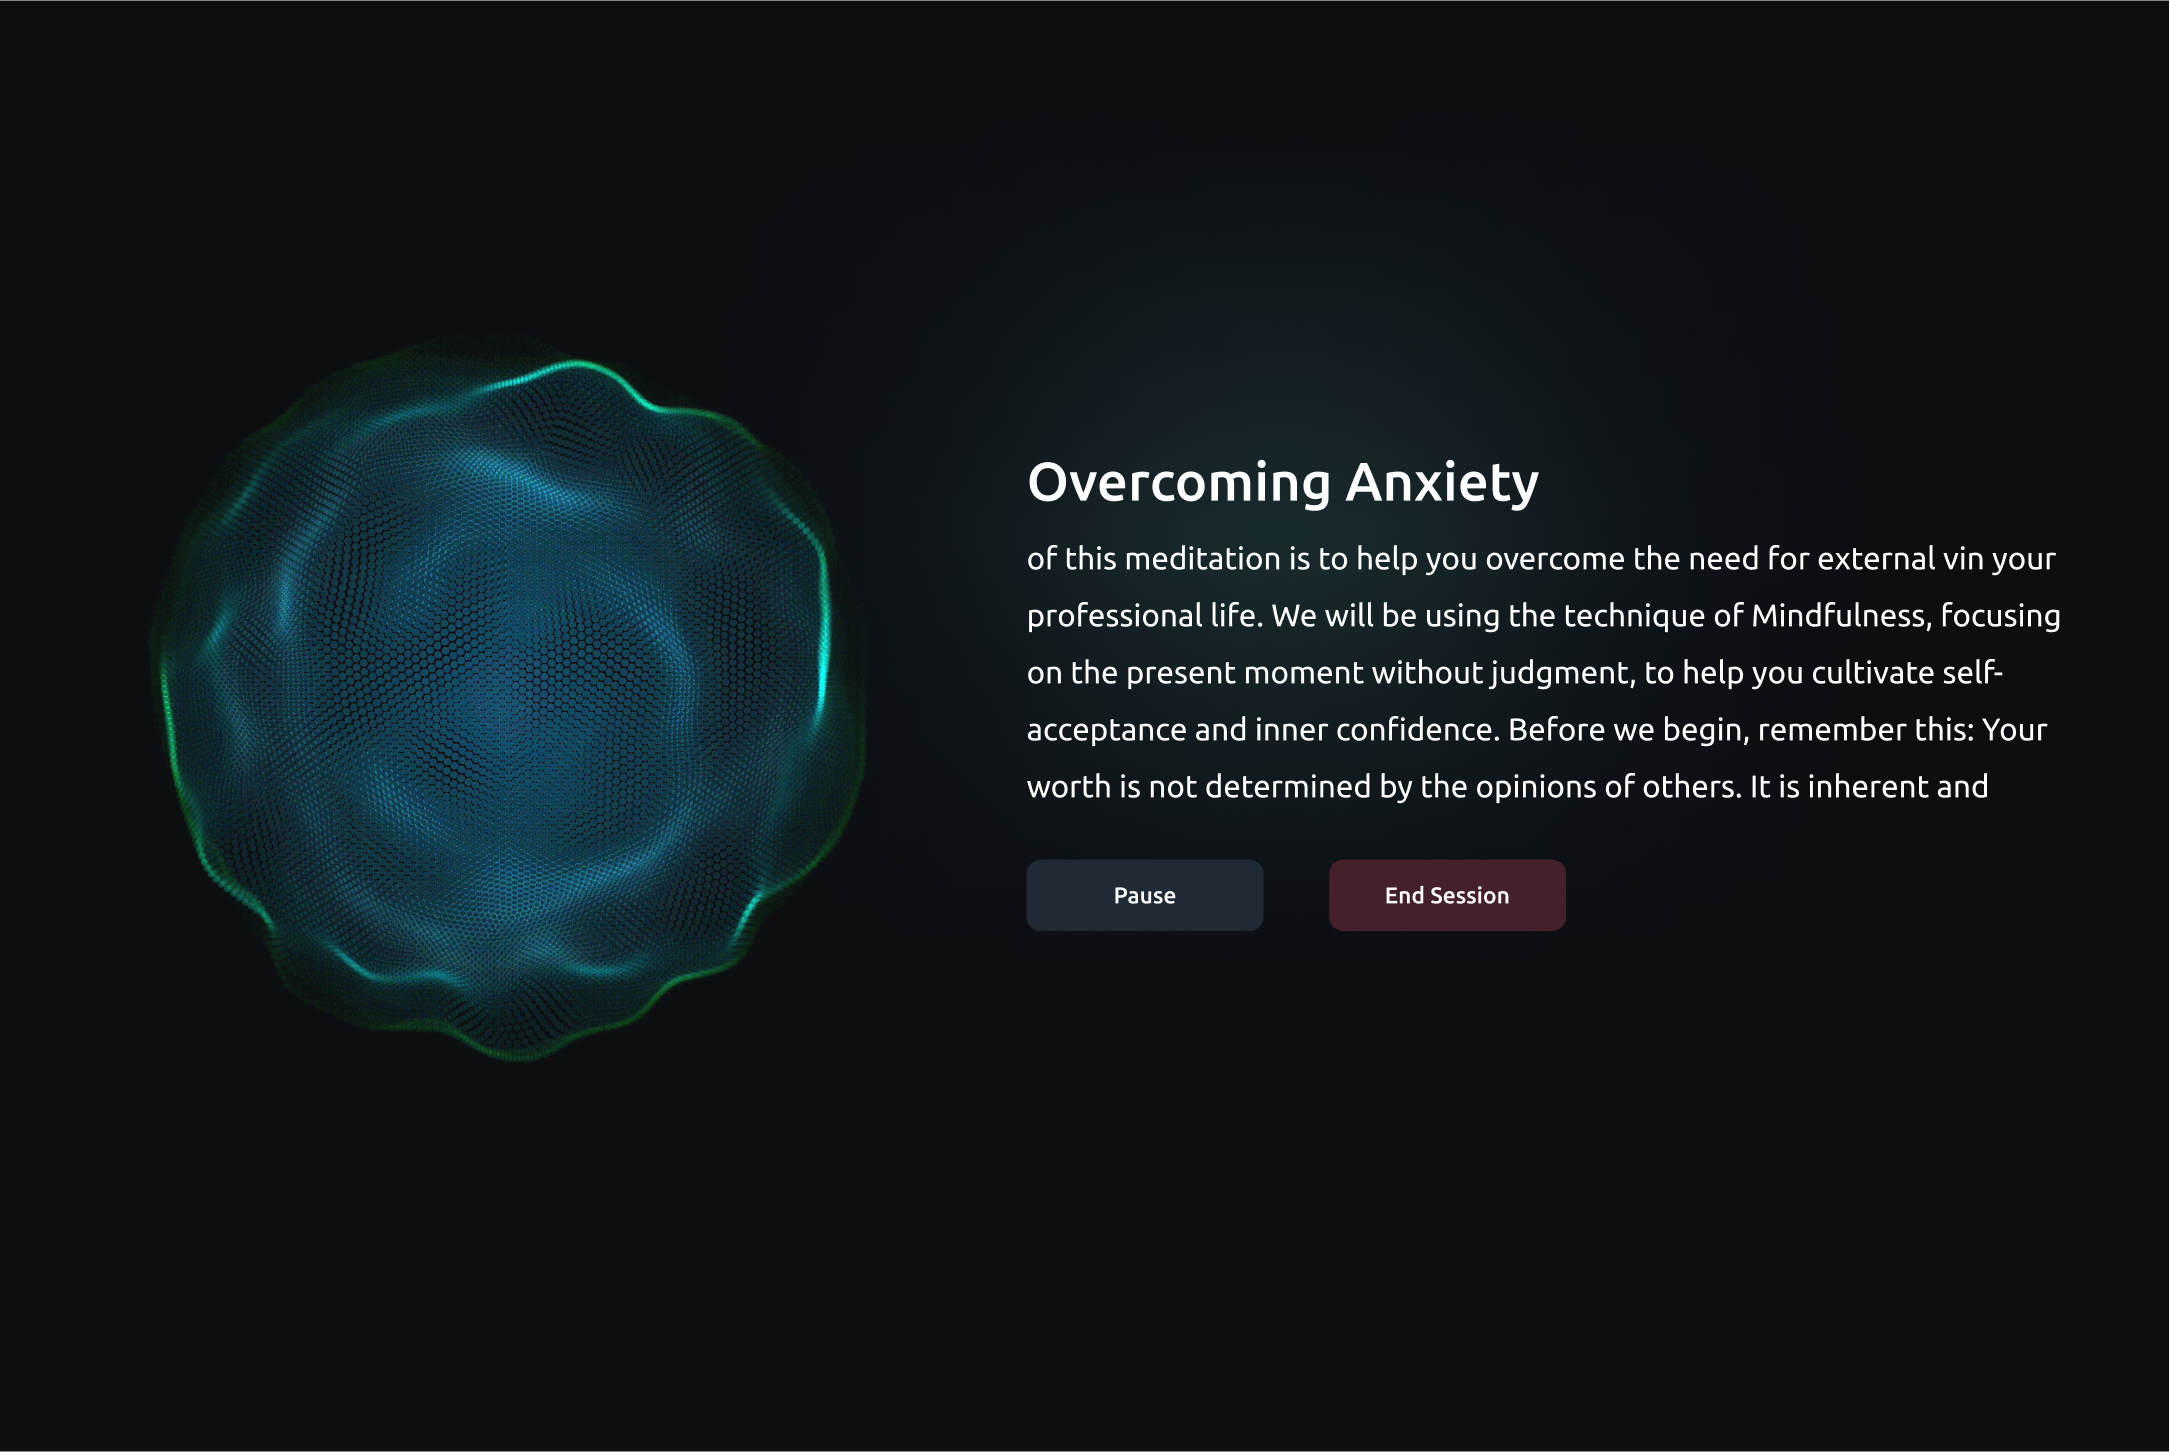 Overcoming Anxiety
of this meditation is to help you overcome the need for external vin your
professional life. We will be using the technique of Mindfulness, focusing
on the present moment without judgment, to help you cultivate self-
acceptance and inner confidence. Before we begin, remember this: Your
worth is not determined by the opinions of others. It is inherent and
Pause
End Session